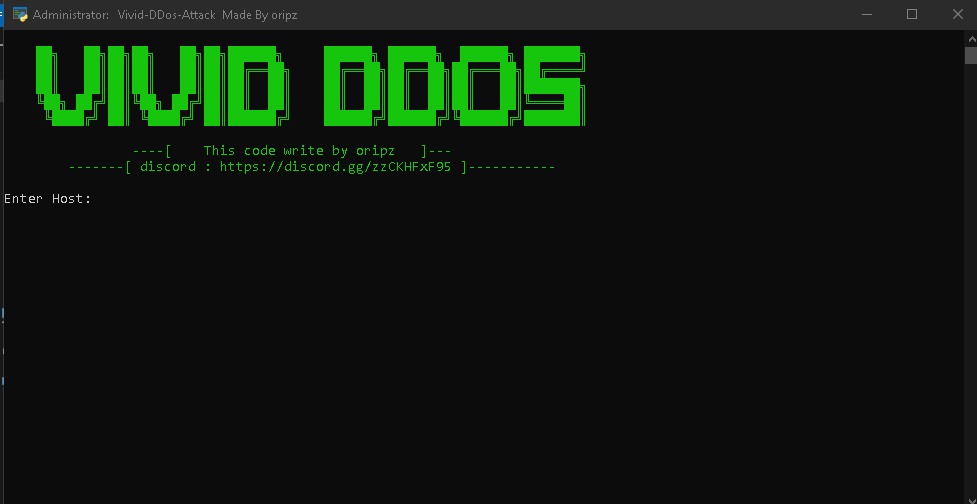 Administrator: Vivid-DDos-Attack Made By oripz
VIVID DDOS
----[ This code write by oripz ]---
-------[ discord : https://discord.gg/zzCKHFxF95 ]-----------
Enter Host: